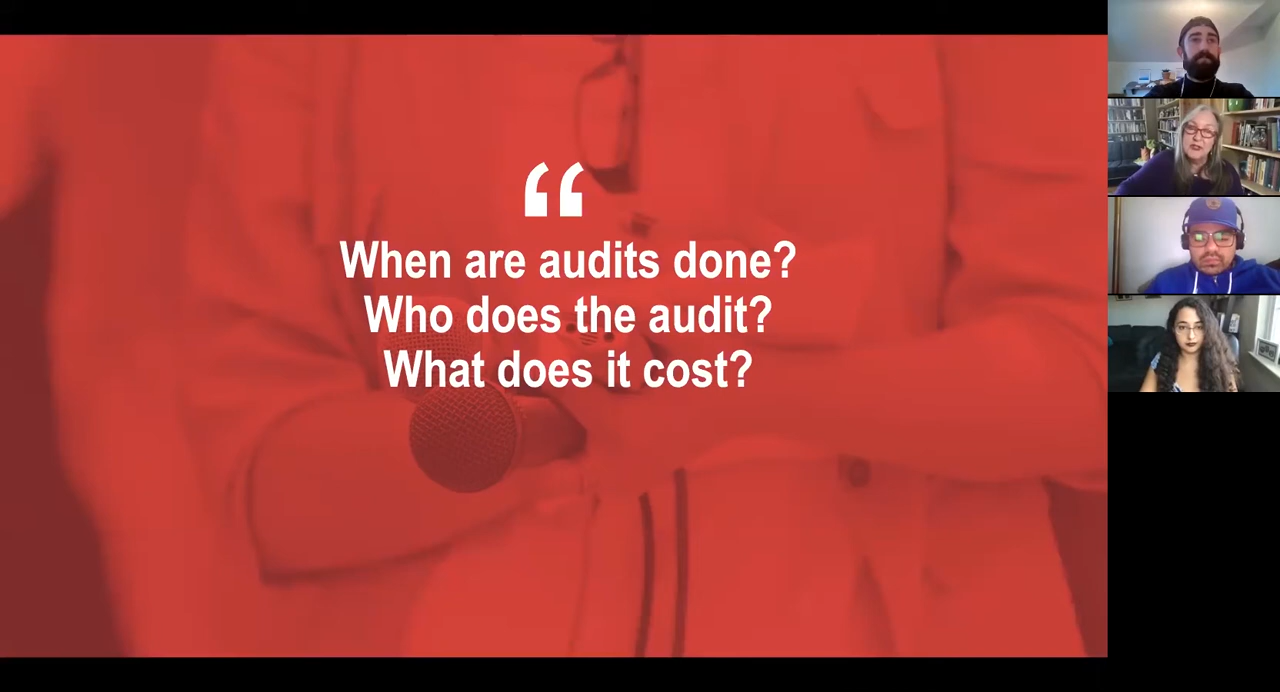 “
When are audits done?
Who does the audit?
What does it cost?